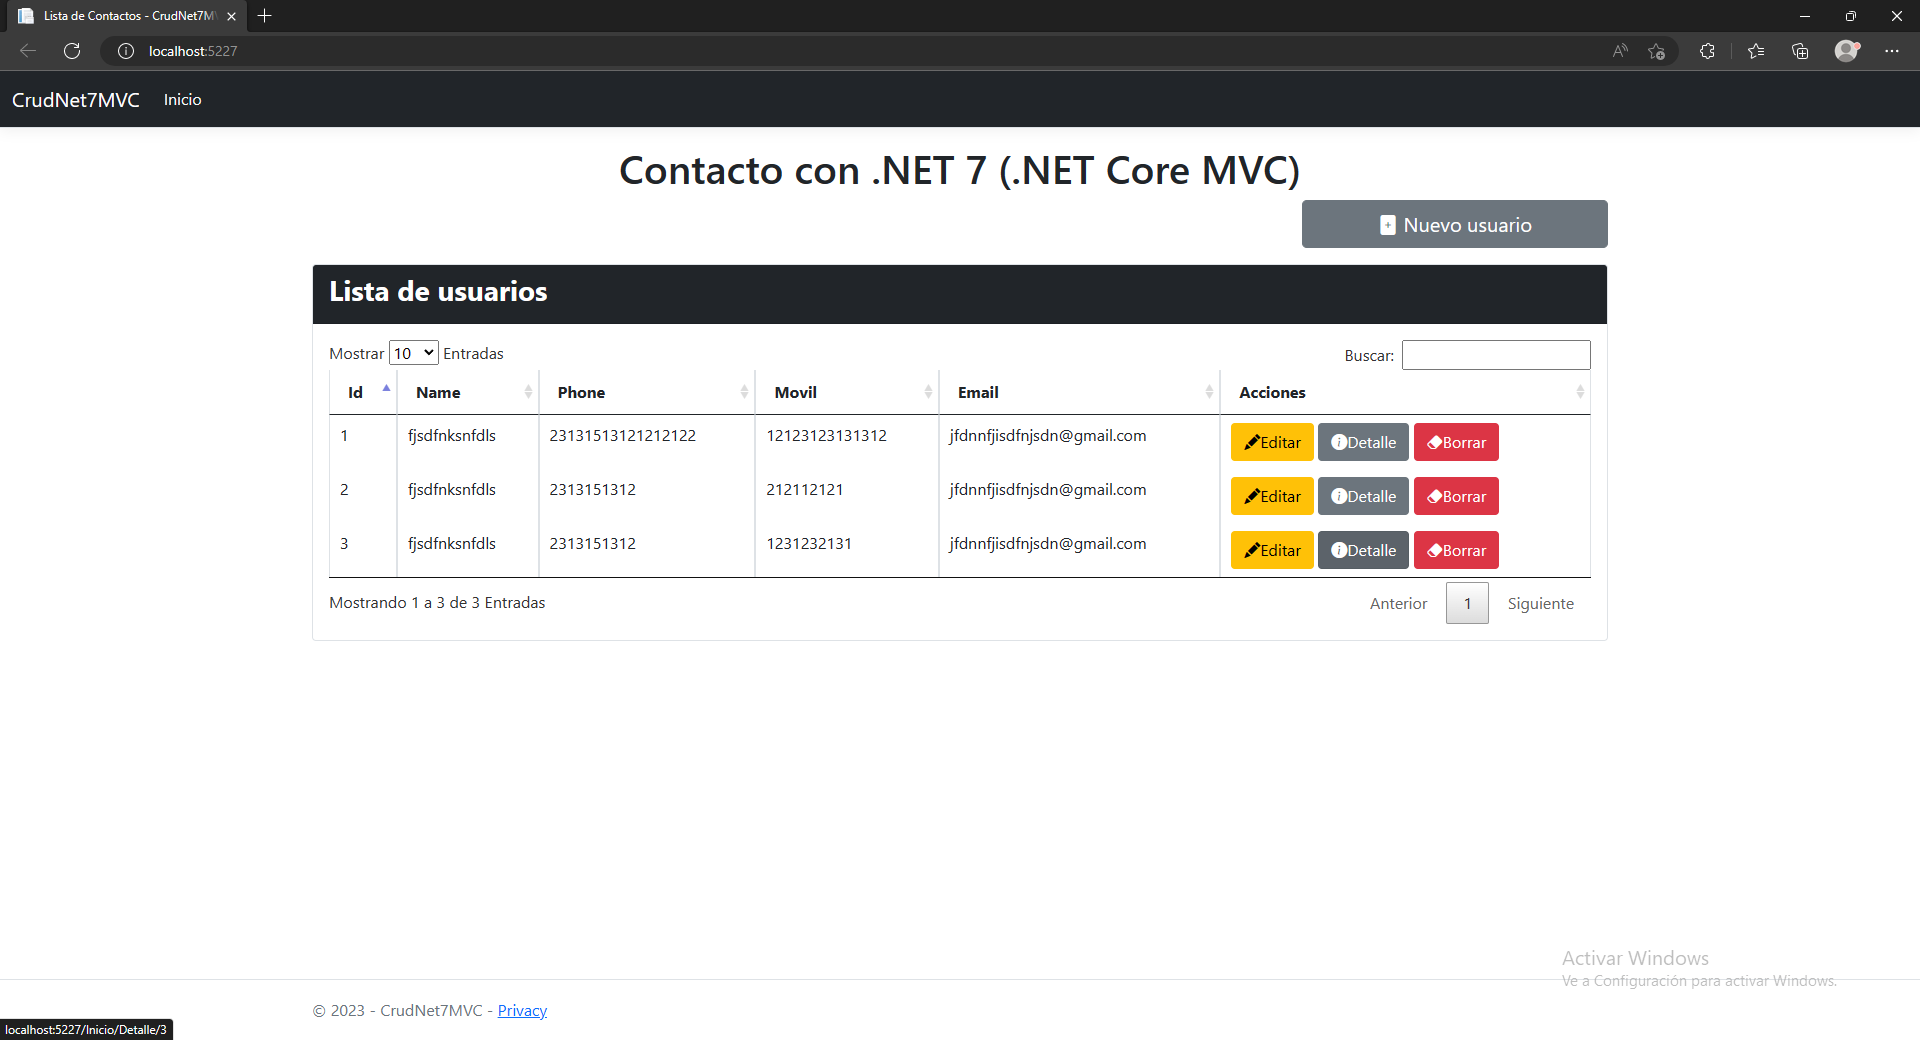 Lista de Contactos - CrudNet7M
localhost:5227
CrudNet7MVC Inicio
Contacto con .NET 7 (.NET Core MVC)
Nuevo usuario
Lista de usuarios
Mostrar 10 Entradas Buscar:
Id Name Phone Movil Email Acciones
1 fjsdfnksnfdls 23131513121212122 12123123131312 jfdnnfjisdfnjsdn@gmail.com Editar Detalle Borrar
2 fjsdfnksnfdls 2313151312 212112121 jfdnnfjisdfnjsdn@gmail.com Editar Detalle Borrar
3 fjsdfnksnfdls 2313151312 1231232131 jfdnnfjisdfnjsdn@gmail.com Editar Detalle Borrar
Mostrando 1 a 3 de 3 Entradas Anterior 1 Siguiente
Activar Windows
Ve a Configuración para activar Windows.
© 2023 - CrudNet7MVC - Privacy
localhost:5227/Inicio/Detalle/3